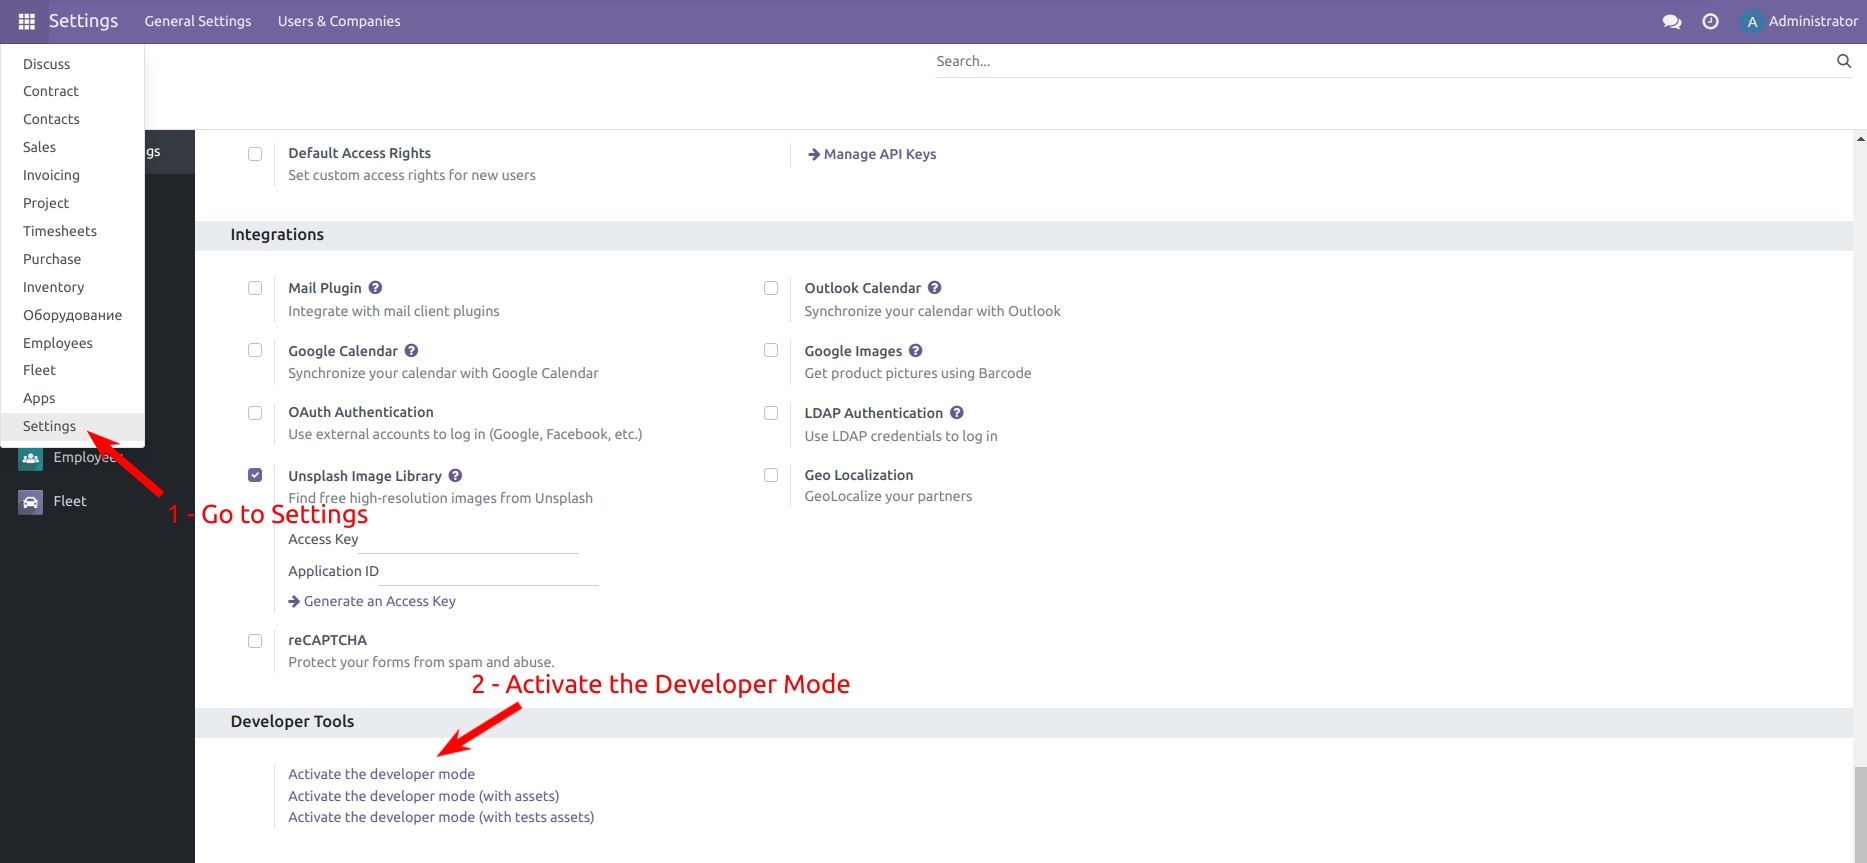 Settings General Settings Users & Companies A Administrator
Search...
Discuss
Contract
Contacts
Sales
Invoicing
Project
Timesheets
Purchase
Inventory
Оборудование
Employees
Fleet
Apps
Settings
gs
Employees
Fleet
1 - Go to Settings
Default Access Rights
Set custom access rights for new users
Manage API Keys
Integrations
Mail Plugin ?
Integrate with mail client plugins
Outlook Calendar ?
Synchronize your calendar with Outlook
Google Calendar ?
Synchronize your calendar with Google Calendar
Google Images ?
Get product pictures using Barcode
OAuth Authentication
Use external accounts to log in (Google, Facebook, etc.)
LDAP Authentication ?
Use LDAP credentials to log in
Unsplash Image Library ?
Find free high-resolution images from Unsplash
Access Key
Application ID
Generate an Access Key
Geo Localization
GeoLocalize your partners
reCAPTCHA
Protect your forms from spam and abuse.
2 - Activate the Developer Mode
Developer Tools
Activate the developer mode
Activate the developer mode (with assets)
Activate the developer mode (with tests assets)